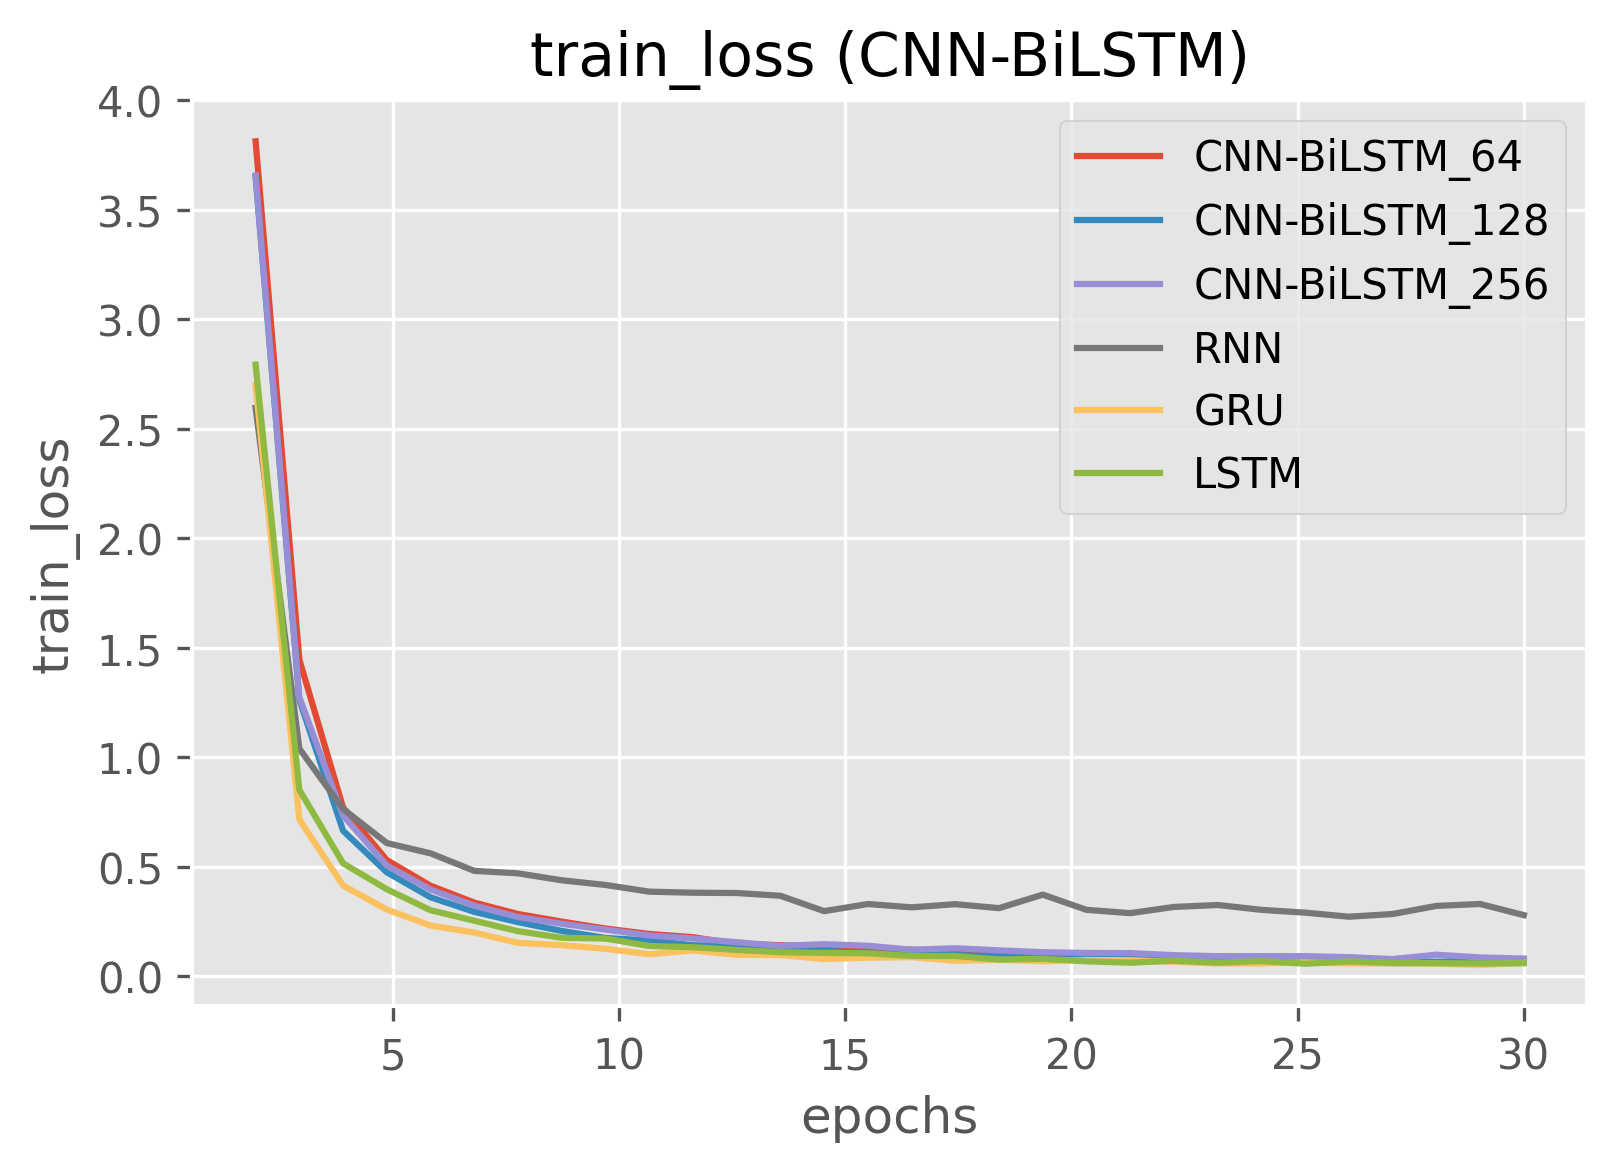 train_loss (CNN-BiLSTM)
4.0
3.5
3.0
2.5
2.0
1.5
1.0
0.5
0.0
train_loss
CNN-BiLSTM_64
CNN-BiLSTM_128
CNN-BiLSTM_256
RNN
GRU
LSTM
5 10 15 20 25 30
epochs